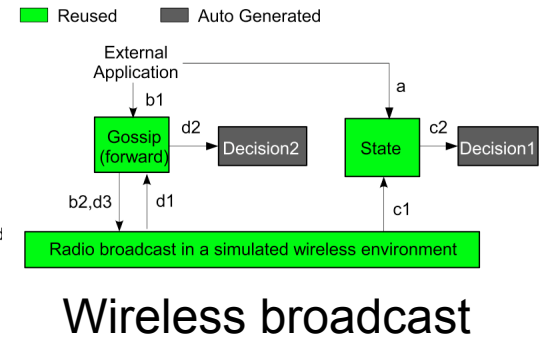 Reused
Auto Generated
External
Application
a
b1
Gossip
(forward)
d2
Decision2
State
c2
Decision1
b2,d3
d1
c1
d
Radio broadcast in a simulated wireless environment
Wireless broadcast